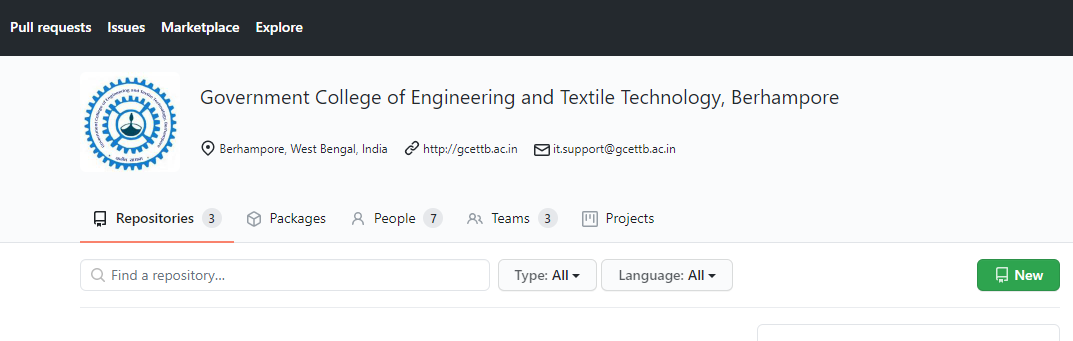 Pull requests Issues Marketplace Explore
Government College of Engineering and Textile Technology, Berhampore
Berhampore, West Bengal, India http://gcettb.ac.in it.support@gcettb.ac.in
Repositories 3 Packages People 7 Teams 3 Projects
Find a repository... Type: All Language: All New